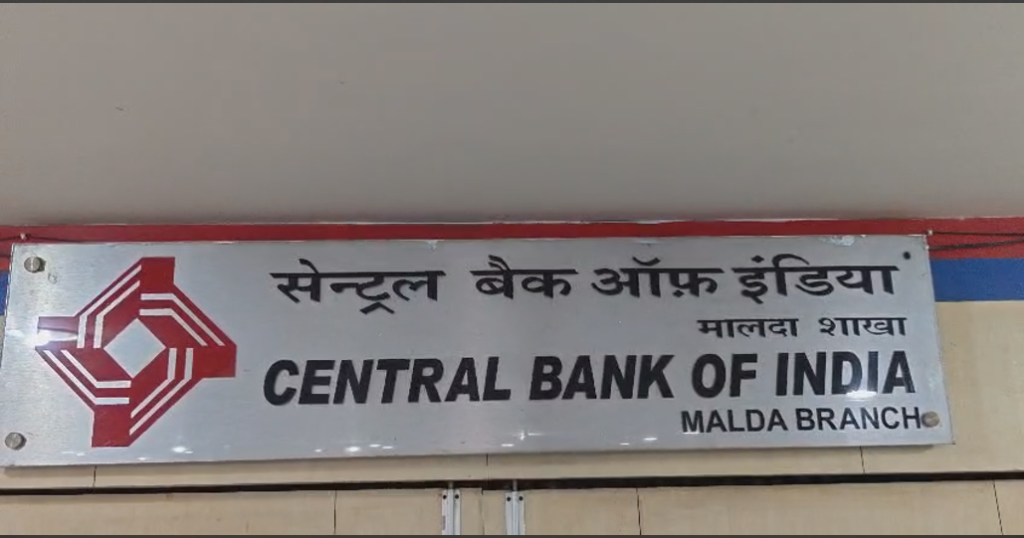 सेन्ट्रल बैक ऑफ़ इंडिया
मालदा शाखा
CENTRAL BANK OF INDIA
MALDA BRANCH